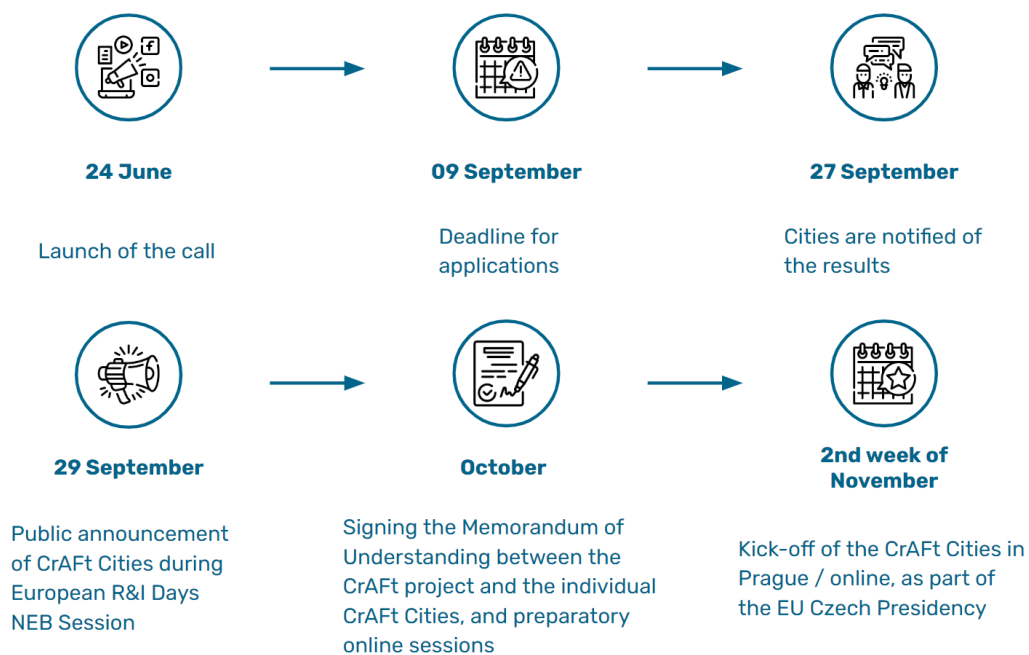 24 June
09 September
27 September
Launch of the call
Deadline for
applications
Cities are notified of
the results
29 September
October
2nd week of
November
Public announcement
of CrAFt Cities during
European R&I Days
NEB Session
Signing the Memorandum of
Understanding between the
CrAFt project and the individual
CrAFt Cities, and preparatory
online sessions
Kick-off of the CrAFt Cities in
Prague / online, as part of
the EU Czech Presidency